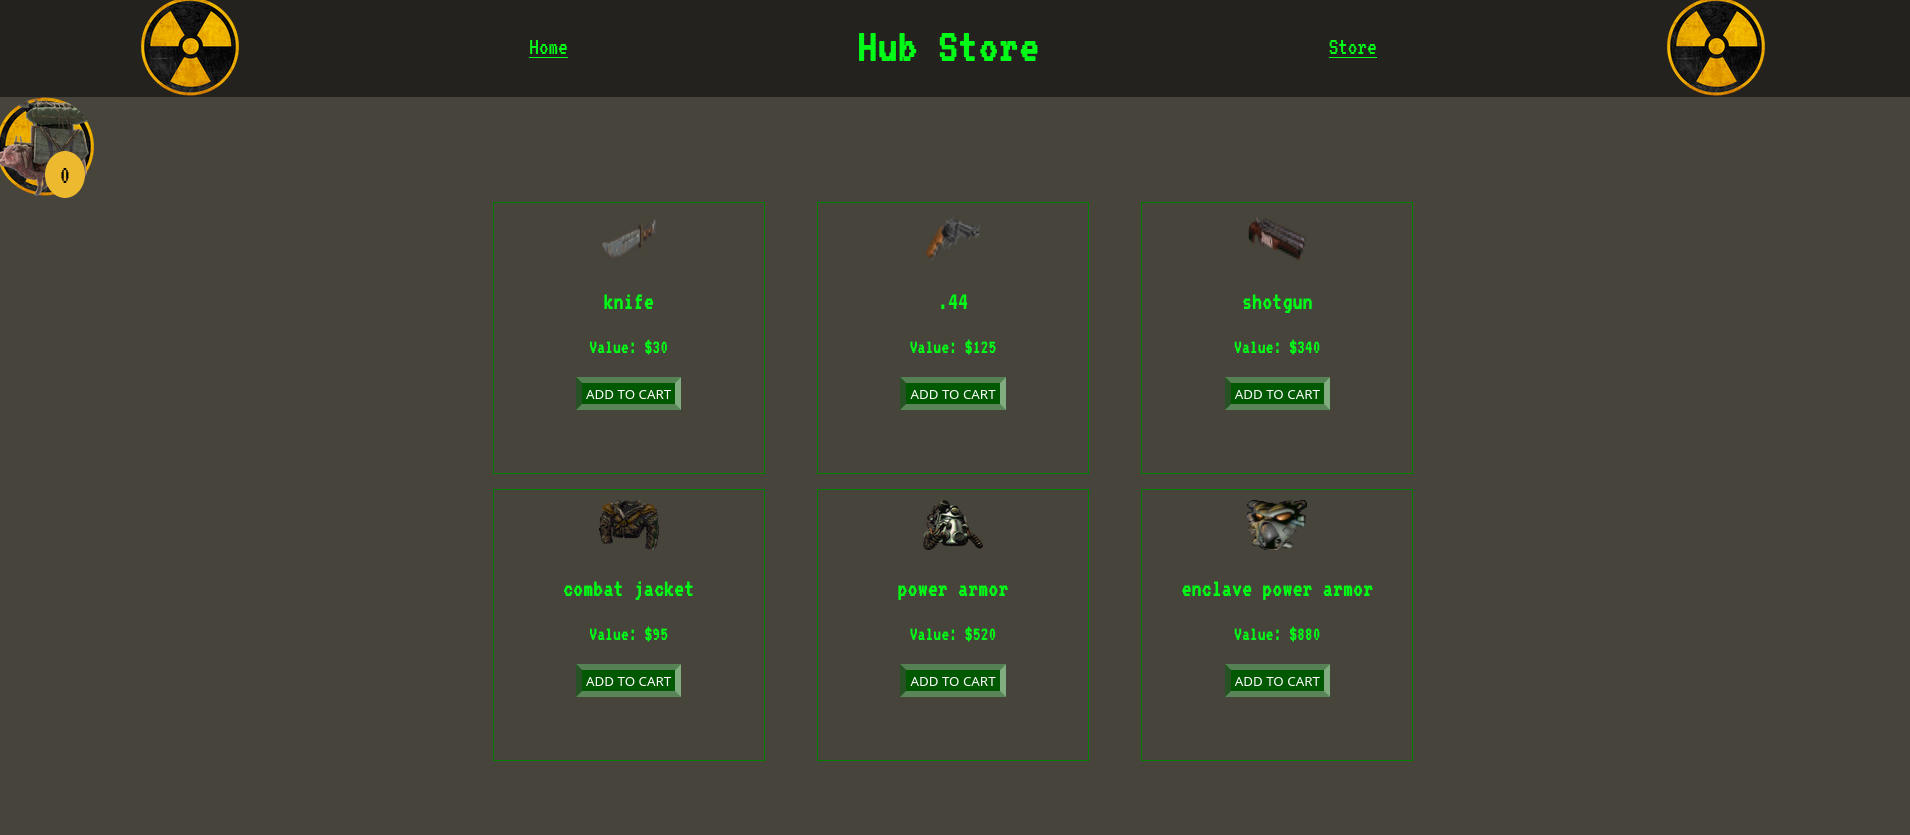 Home
Hub Store
Store
0
knife
.44
shotgun
Value: $30
Value: $125
Value: $340
ADD TO CART
ADD TO CART
ADD TO CART
combat jacket
power armor
enclave power armor
Value: $95
Value: $520
Value: $880
ADD TO CART
ADD TO CART
ADD TO CART